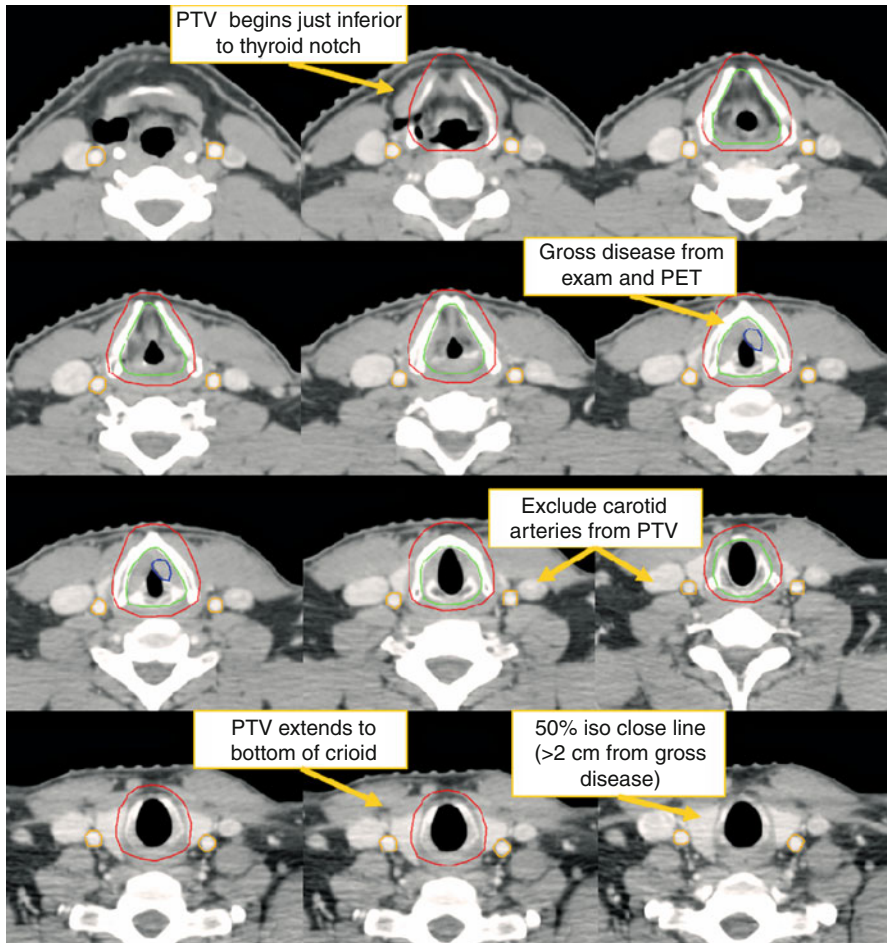 PTV begins just inferior
to thyroid notch
Gross disease from
exam and PET
Exclude carotid
arteries from PTV
PTV extends to
bottom of crioid
50% iso close line
(>2 cm from gross
disease)